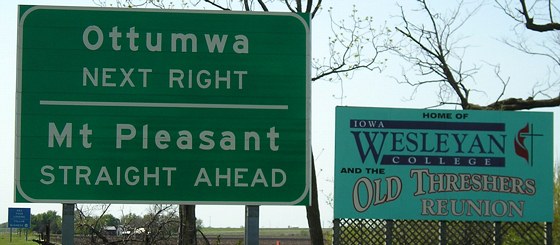 Ottumwa
NEXT RIGHT
Mt Pleasant
STRAIGHT AHEAD
HOME OF
IOWA
WESLEYAN
COLLEGE
AND THE
OLD THRESHERS
REUNION